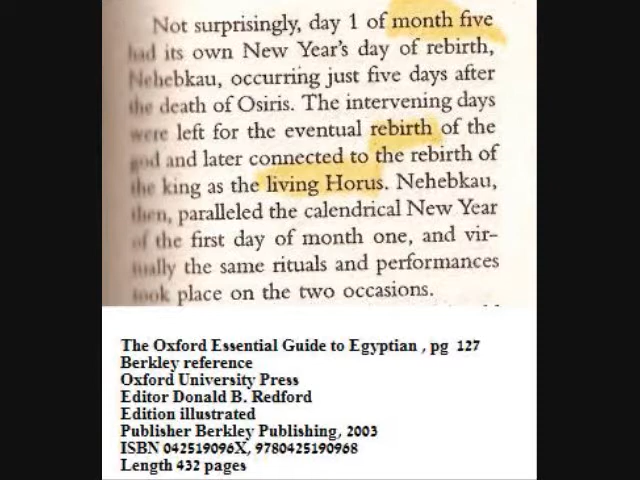 Not surprisingly, day 1 of month five
had its own New Year's day of rebirth,
Nehebkau, occurring just five days after
the death of Osiris. The intervening days
were left for the eventual rebirth of the
god and later connected to the rebirth of
the king as the living Horus. Nehebkau,
then, paralleled the calendrical New Year
of the first day of month one, and vir-
tually the same rituals and performances
took place on the two occasions.
The Oxford Essential Guide to Egyptian , pg 127
Berkley reference
Oxford University Press
Editor Donald B. Redford
Edition illustrated
Publisher Berkley Publishing, 2003
ISBN 042519096X, 9780425190968
Length 432 pages